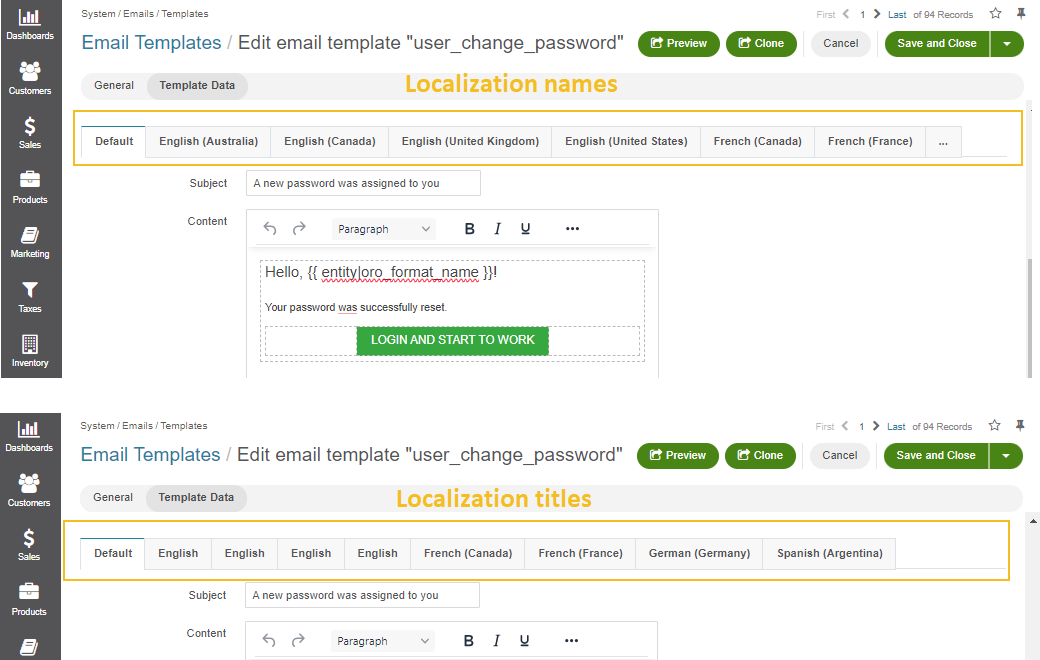 Dashboards
Customers
Sales
Products
Marketing
Taxes
Inventory
System / Emails / Templates
First 1 Last of 94 Records
Email Templates / Edit email template "user_change_password"
Preview
Clone
Cancel
Save and Close
General
Template Data
Localization names
Default
English (Australia)
English (Canada)
English (United Kingdom)
English (United States)
French (Canada)
French (France)
...
Subject
A new password was assigned to you
Content
Paragraph
B I U •••
Hello, {{ entity|oro_format_name }}!
Your password was successfully reset.
LOGIN AND START TO WORK
Dashboards
Customers
Sales
Products
System / Emails / Templates
First 1 Last of 94 Records
Email Templates / Edit email template "user_change_password"
Preview
Clone
Cancel
Save and Close
General
Template Data
Localization titles
Default
English
English
English
English
French (Canada)
French (France)
German (Germany)
Spanish (Argentina)
Subject
A new password was assigned to you
Content
Paragraph
B I U •••